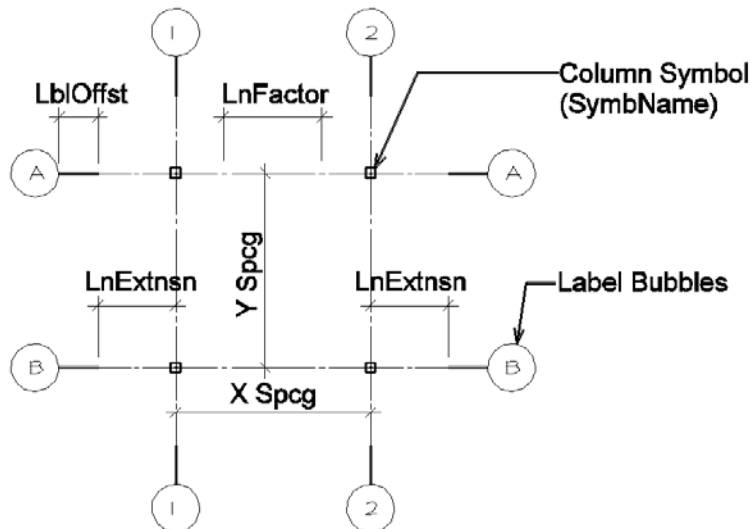 1 2
LblOffst LnFactor Column Symbol
(SymbName)
A A
Y Spcg
LnExtnsn LnExtnsn Label Bubbles
B B
X Spcg
1 2